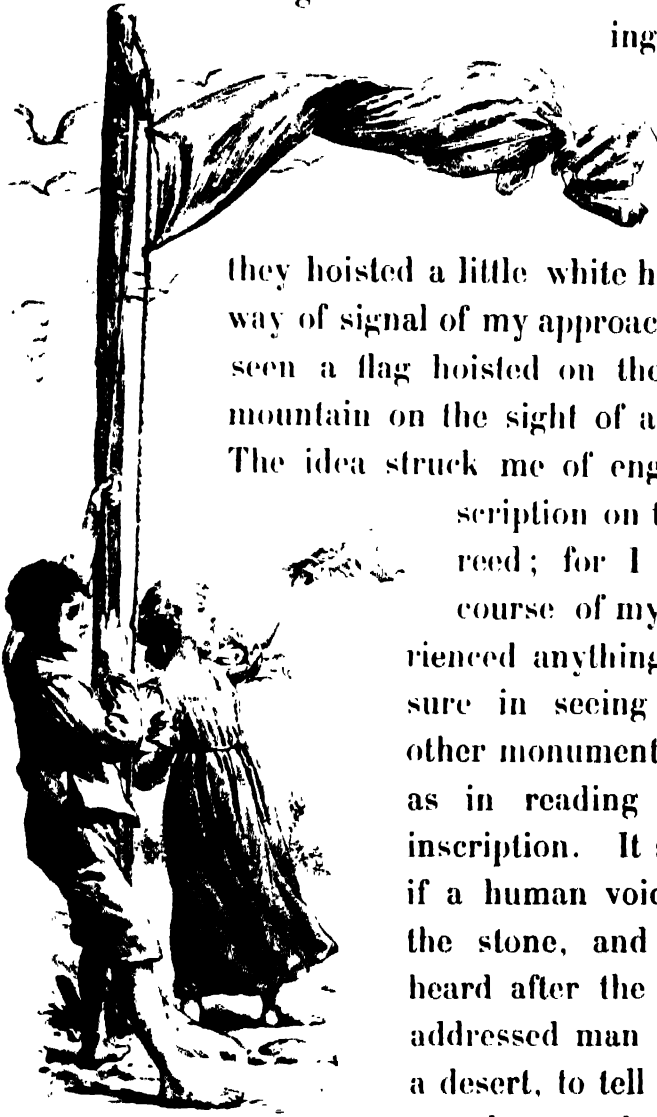 ing
they hoisted a little white h
way of signal of my approac
seen a flag hoisted on the
mountain on the sight of a
The idea struck me of eng
scription on t
reed; for I
course of my
rienced anything
sure in seeing
other monument
as in reading
inscription. It s
if a human voic
the stone, and
heard after the
addressed man
a desert, to tell